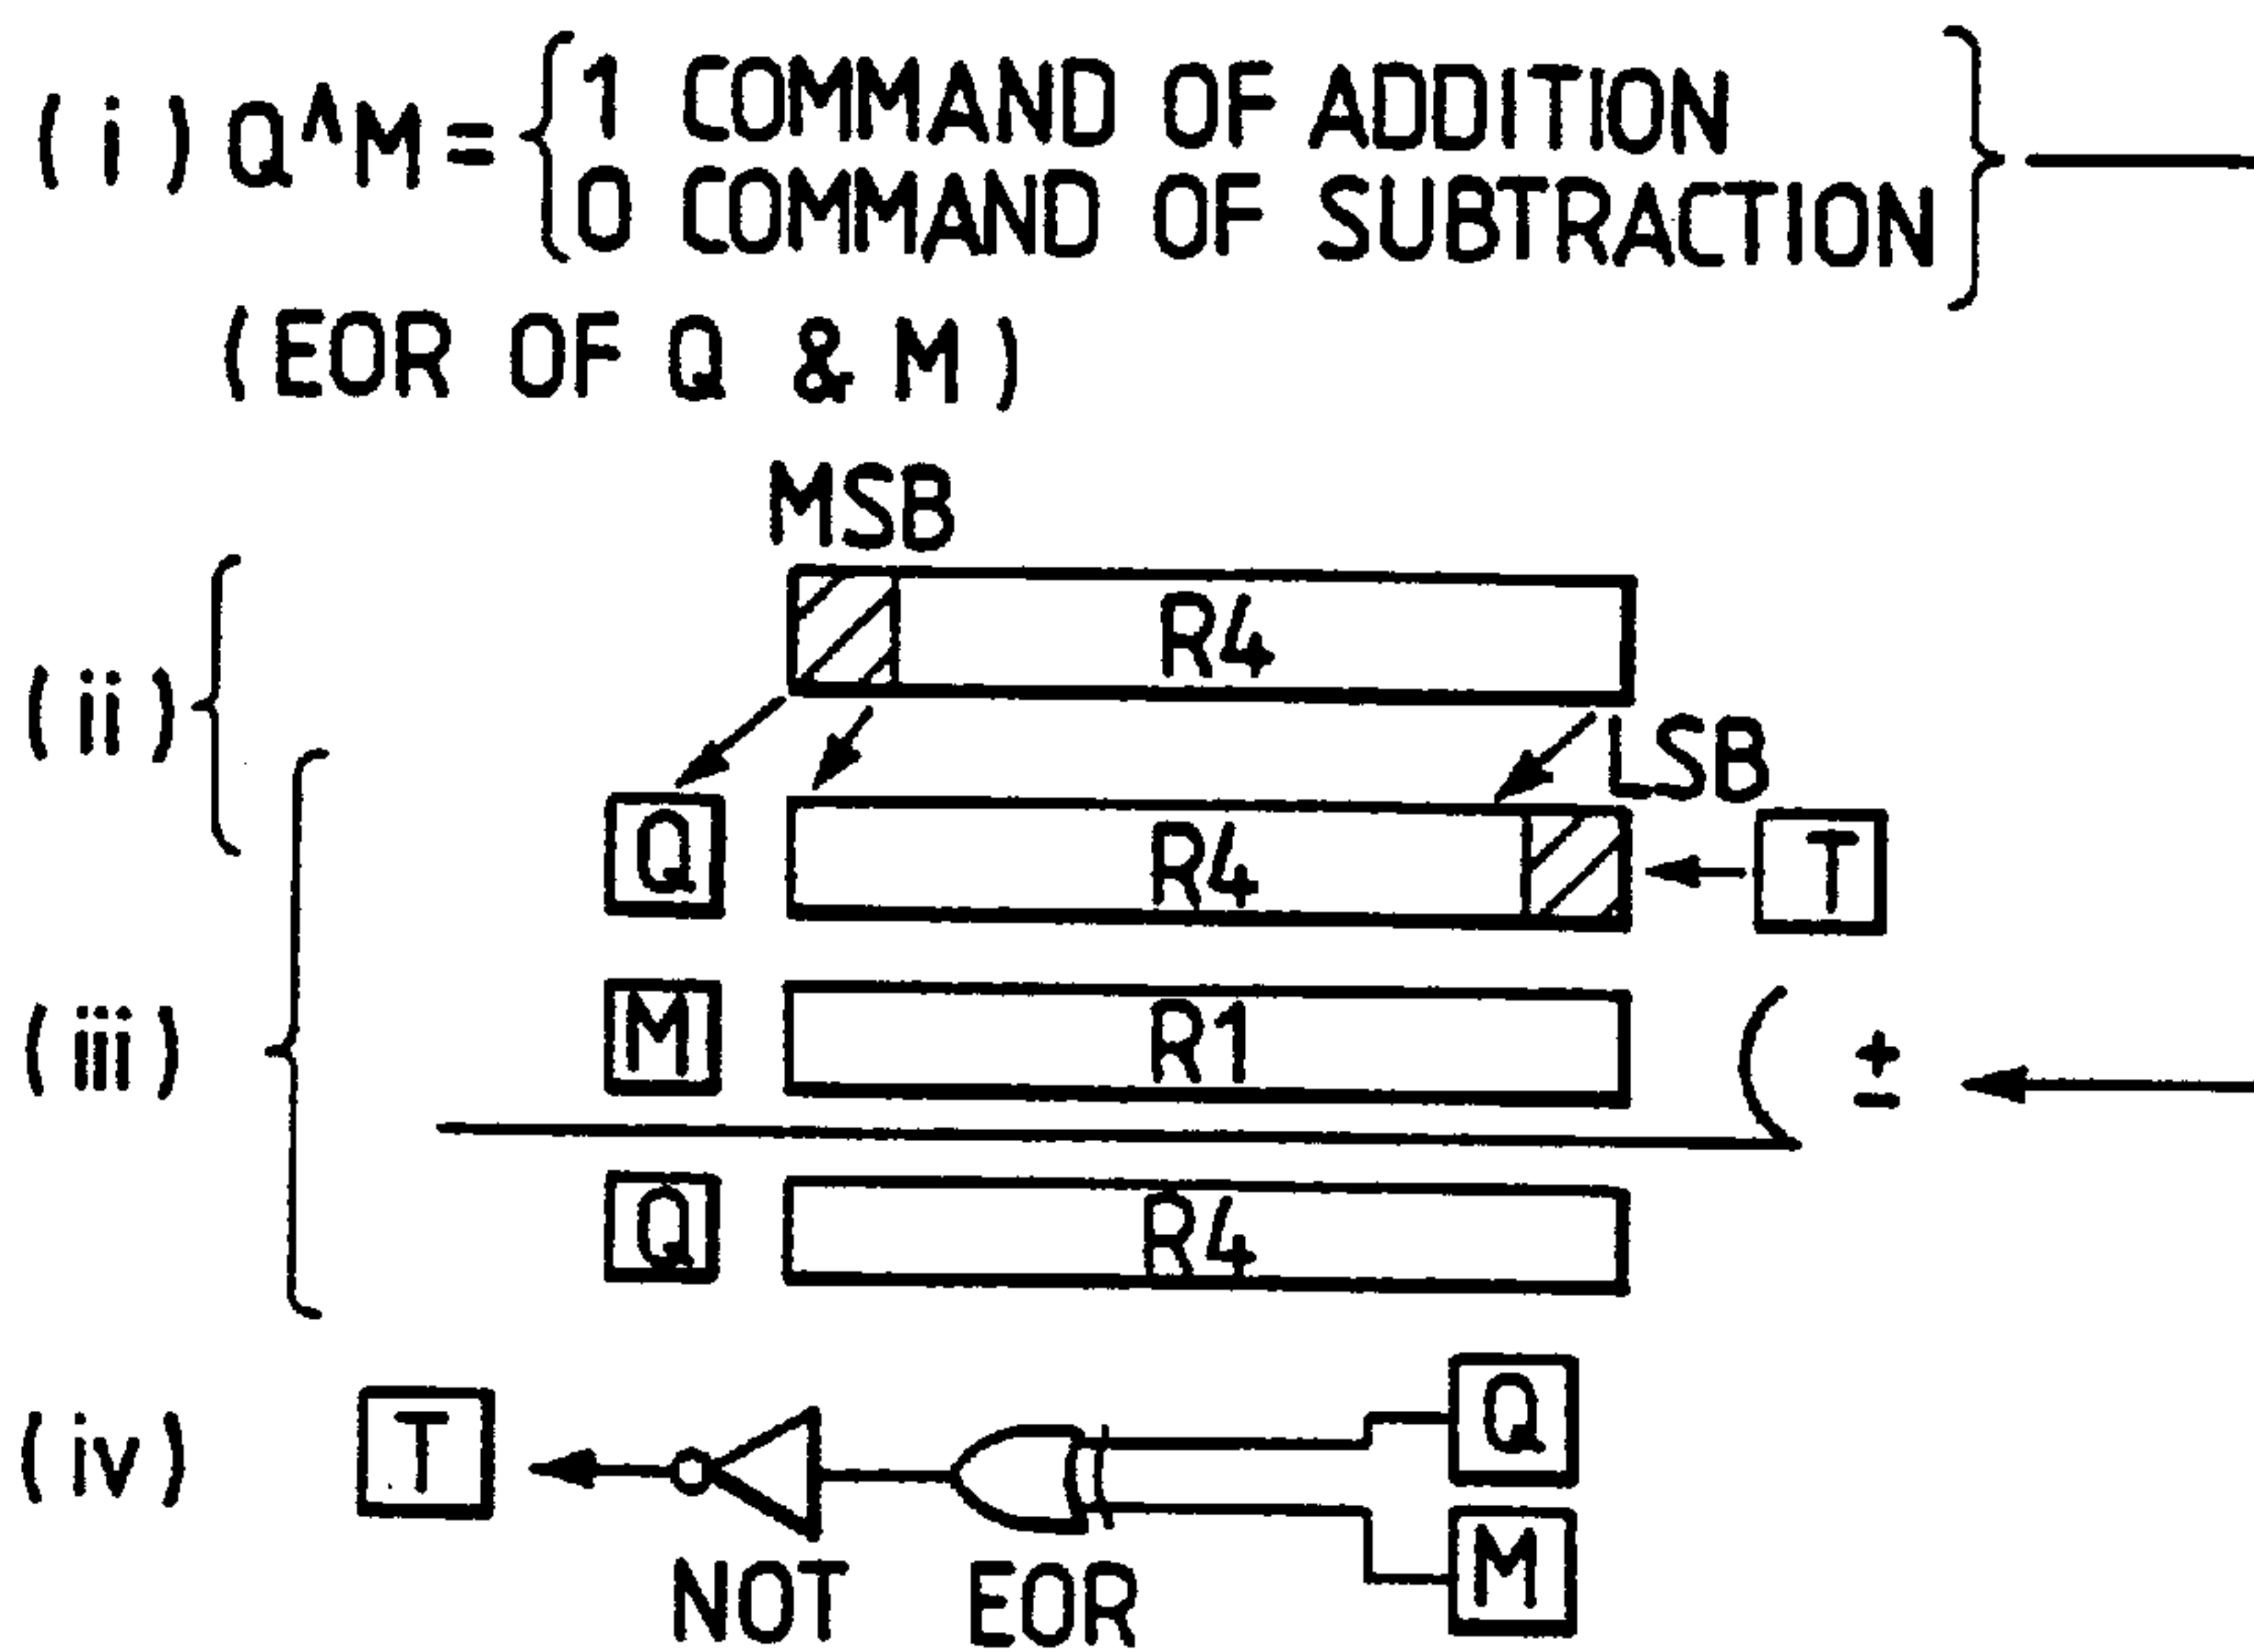 (i) Q^M= { 1 COMMAND OF ADDITION
0 COMMAND OF SUBTRACTION }
(EOR OF Q & M)
MSB
(ii)
R4
LSB
Q R4 T
(iii)
M R1 ( ±
Q R4
(iv) T
Q
M
NOT EOR